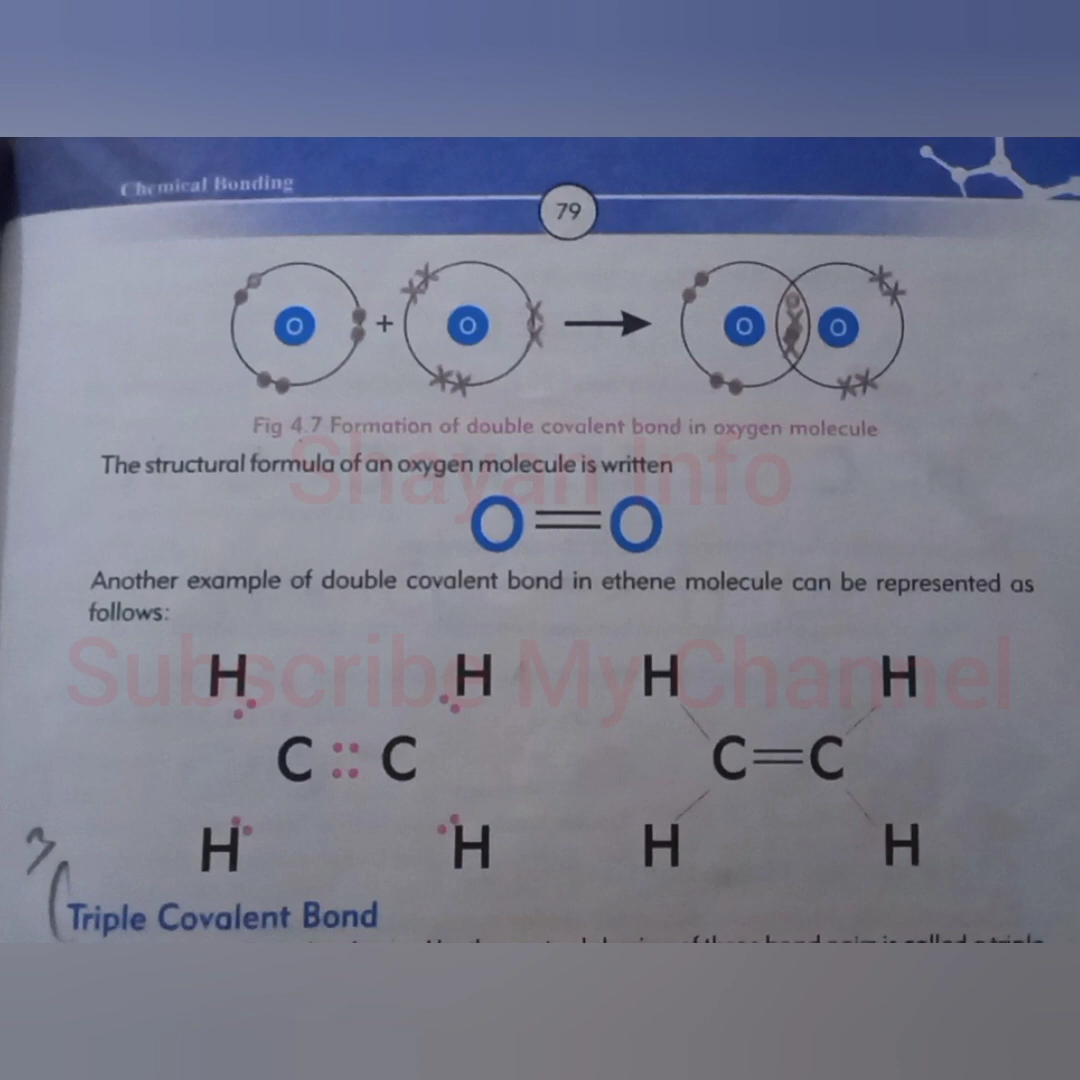 Chemical Bonding
79
O + O O O
Fig 4.7 Formation of double covalent bond in oxygen molecule
The structural formula of an oxygen molecule is written
Shayan Info
O=O
Another example of double covalent bond in ethene molecule can be represented as
follows:
Subscribe My Channel
H H H H
C :: C C=C
H H H H
Triple Covalent Bond